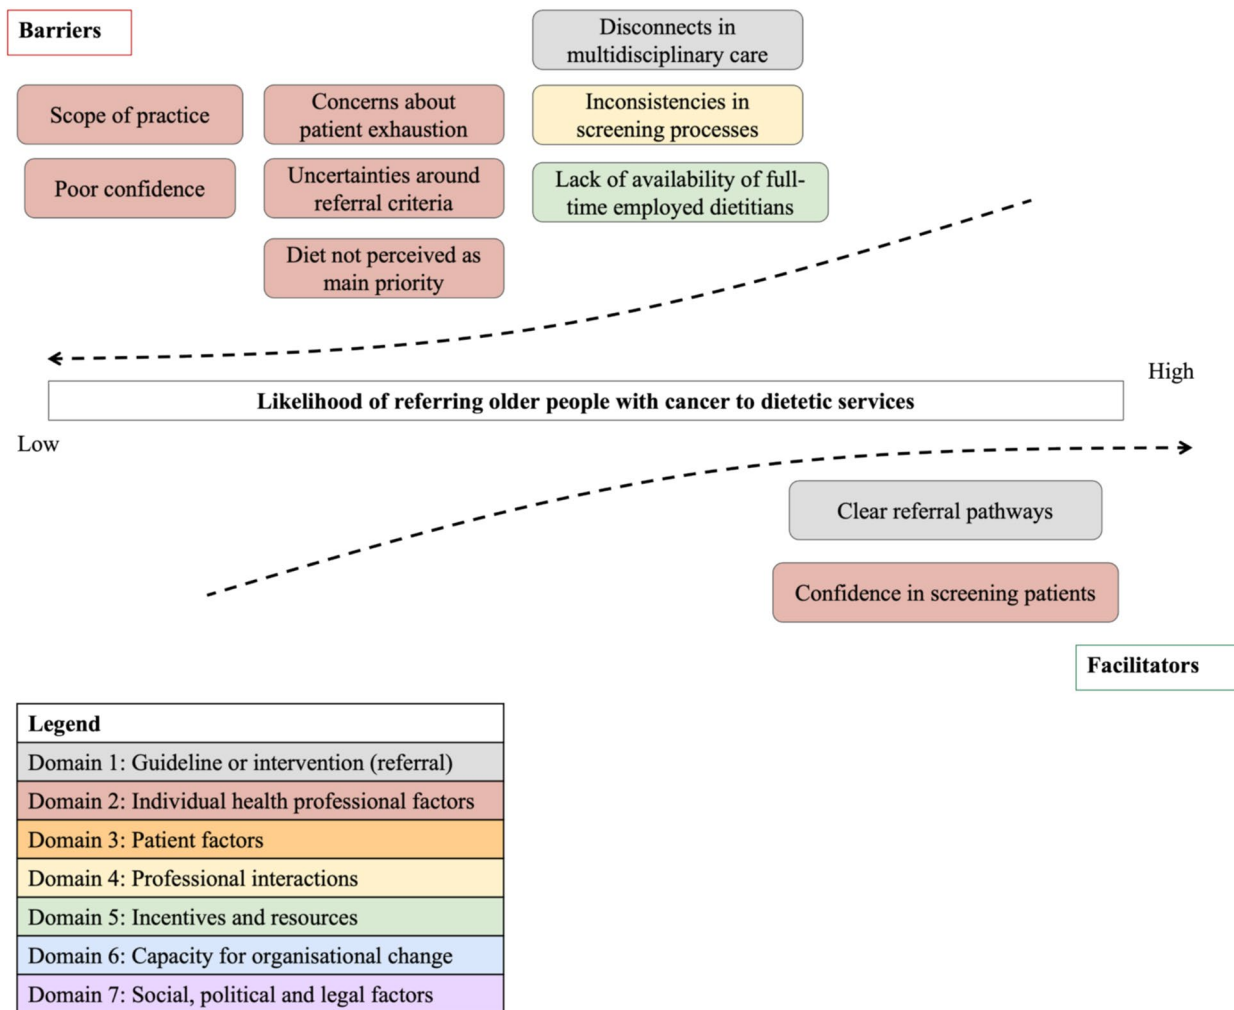 Barriers
Disconnects in
multidisciplinary care
Scope of practice
Concerns about
patient exhaustion
Inconsistencies in
screening processes
Poor confidence
Uncertainties around
referral criteria
Lack of availability of full-
time employed dietitians
Diet not perceived as
main priority
High
Likelihood of referring older people with cancer to dietetic services
Low
Clear referral pathways
Confidence in screening patients
Facilitators
Legend
Domain 1: Guideline or intervention (referral)
Domain 2: Individual health professional factors
Domain 3: Patient factors
Domain 4: Professional interactions
Domain 5: Incentives and resources
Domain 6: Capacity for organisational change
Domain 7: Social, political and legal factors